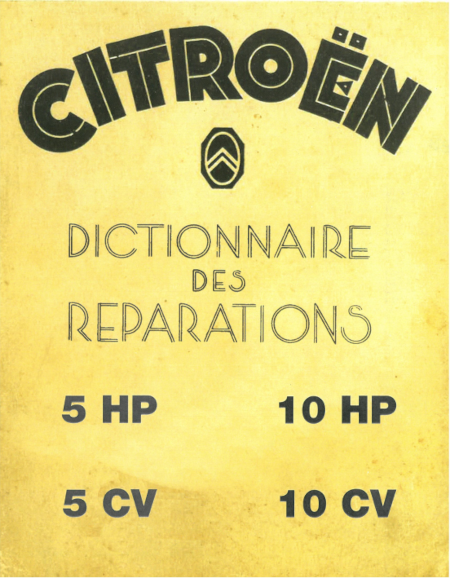 CITROËN
DICTIONNAIRE
DES
REPARATIONS
5 HP 10 HP
5 CV 10 CV